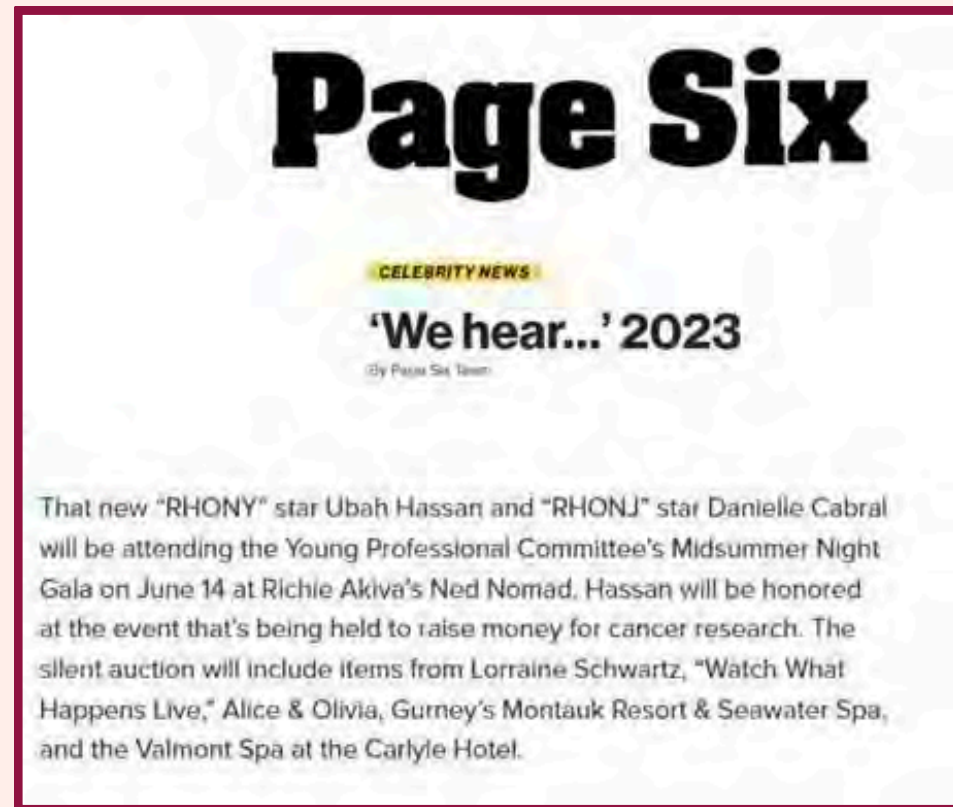 Page Six
CELEBRITY NEWS
‘We hear...’ 2023
By Page Six Team
That new “RHONY” star Ubah Hassan and “RHONJ” star Danielle Cabral
will be attending the Young Professional Committee’s Midsummer Night
Gala on June 14 at Richie Akiva’s Ned Nomad. Hassan will be honored
at the event that’s being held to raise money for cancer research. The
silent auction will include items from Lorraine Schwartz, “Watch What
Happens Live,” Alice & Olivia, Gurney’s Montauk Resort & Seawater Spa,
and the Valmont Spa at the Carlyle Hotel.